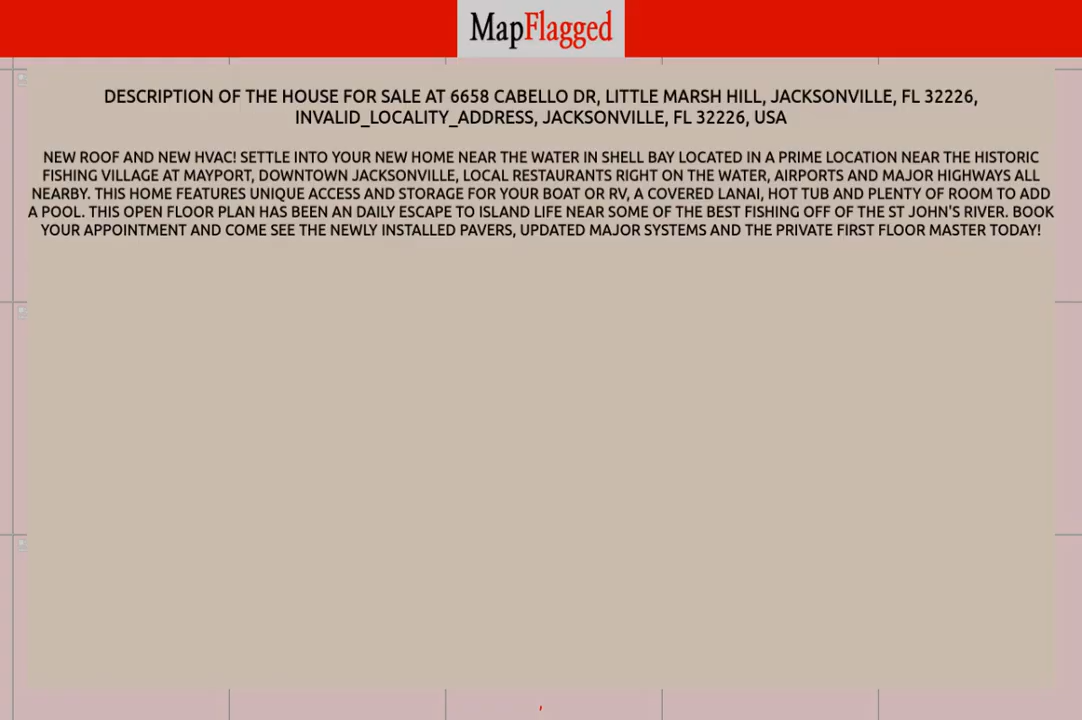 MapFlagged
DESCRIPTION OF THE HOUSE FOR SALE AT 6658 CABELLO DR, LITTLE MARSH HILL, JACKSONVILLE, FL 32226,
INVALID_LOCALITY_ADDRESS, JACKSONVILLE, FL 32226, USA
NEW ROOF AND NEW HVAC! SETTLE INTO YOUR NEW HOME NEAR THE WATER IN SHELL BAY LOCATED IN A PRIME LOCATION NEAR THE HISTORIC
FISHING VILLAGE AT MAYPORT, DOWNTOWN JACKSONVILLE, LOCAL RESTAURANTS RIGHT ON THE WATER, AIRPORTS AND MAJOR HIGHWAYS ALL
NEARBY. THIS HOME FEATURES UNIQUE ACCESS AND STORAGE FOR YOUR BOAT OR RV, A COVERED LANAI, HOT TUB AND PLENTY OF ROOM TO ADD
A POOL. THIS OPEN FLOOR PLAN HAS BEEN AN DAILY ESCAPE TO ISLAND LIFE NEAR SOME OF THE BEST FISHING OFF OF THE ST JOHN'S RIVER. BOOK
YOUR APPOINTMENT AND COME SEE THE NEWLY INSTALLED PAVERS, UPDATED MAJOR SYSTEMS AND THE PRIVATE FIRST FLOOR MASTER TODAY!
,